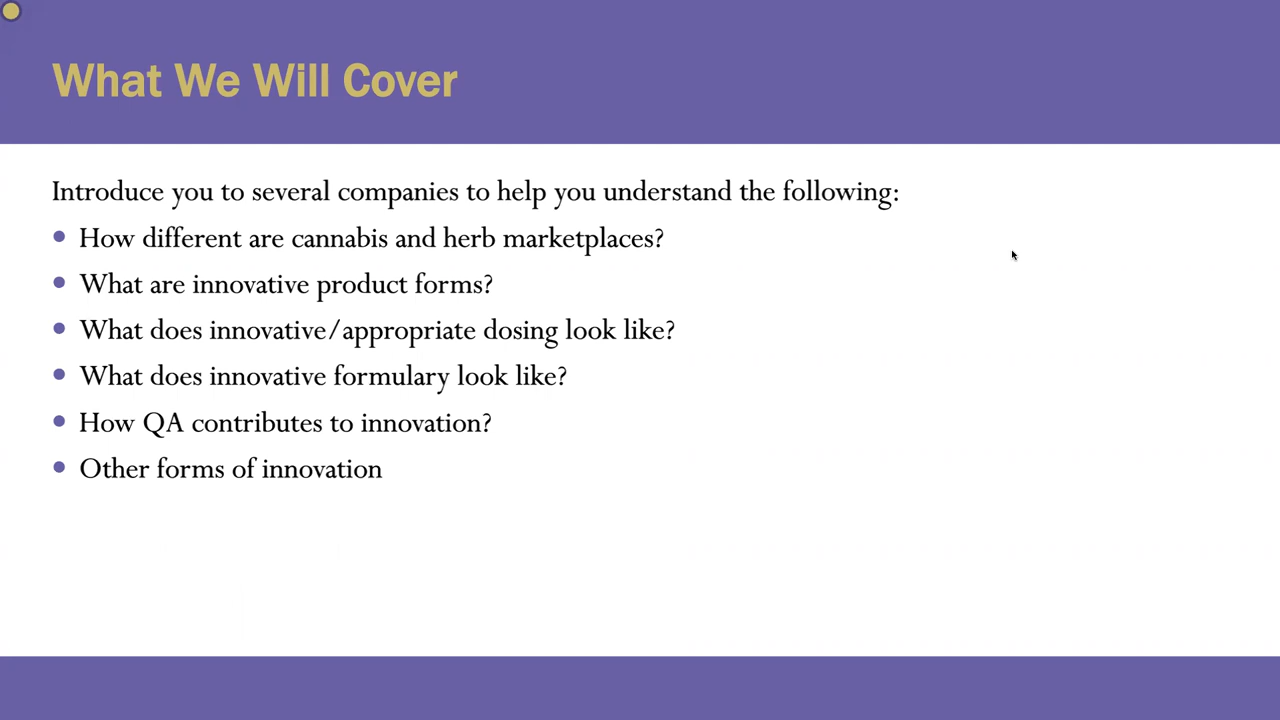 What We Will Cover
Introduce you to several companies to help you understand the following:
• How different are cannabis and herb marketplaces?
• What are innovative product forms?
• What does innovative/appropriate dosing look like?
• What does innovative formulary look like?
• How QA contributes to innovation?
• Other forms of innovation